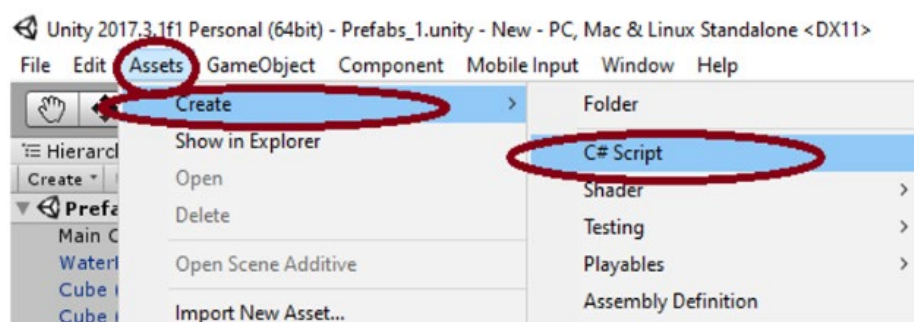 Unity 2017.3.1f1 Personal (64bit) - Prefabs_1.unity - New - PC, Mac & Linux Standalone <DX11>
File Edit Assets GameObject Component Mobile Input Window Help
Create > Folder
Hierarcl Show in Explorer C# Script
Create Open Shader >
Prefa Delete Testing >
Main C
WaterI Open Scene Additive Playables >
Cube Import New Asset... Assembly Definition
Cube